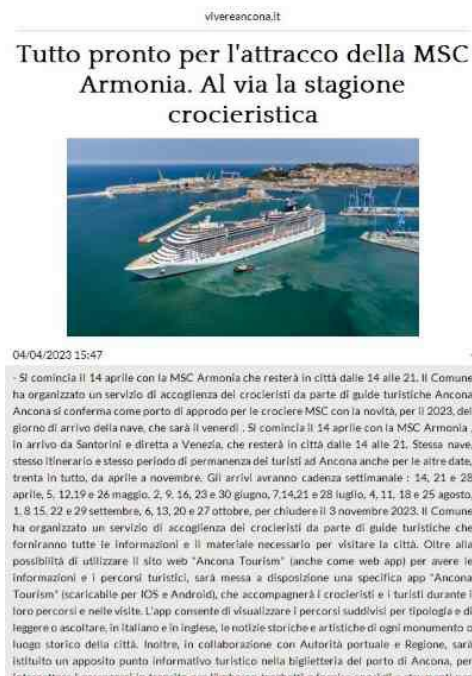 vivereancona.it
Tutto pronto per l'attracco della MSC
Armonia. Al via la stagione
crocieristica
04/04/2023 15:47
- Si comincia il 14 aprile con la MSC Armonia che resterà in città dalle 14 alle 21. Il Comune
ha organizzato un servizio di accoglienza dei crocieristi da parte di guide turistiche Ancona
Ancona si conferma come porto di approdo per le crociere MSC con la novità, per il 2023, del
giorno di arrivo della nave, che sarà il venerdì . Si comincia il 14 aprile con la MSC Armonia ,
in arrivo da Santorini e diretta a Venezia, che resterà in città dalle 14 alle 21. Stessa nave,
stesso itinerario e stesso periodo di permanenza dei turisti ad Ancona anche per le altre date,
trenta in tutto, da aprile a novembre. Gli arrivi avranno cadenza settimanale : 14, 21 e 28
aprile, 5, 12,19 e 26 maggio, 2, 9, 16, 23 e 30 giugno, 7,14,21 e 28 luglio, 4, 11, 18 e 25 agosto,
1, 8 15, 22 e 29 settembre, 6, 13, 20 e 27 ottobre, per chiudere il 3 novembre 2023. Il Comune
ha organizzato un servizio di accoglienza dei crocieristi da parte di guide turistiche che
forniranno tutte le informazioni e il materiale necessario per visitare la città. Oltre alla
possibilità di utilizzare il sito web "Ancona Tourism" (anche come web app) per avere le
informazioni e i percorsi turistici, sarà messa a disposizione una specifica app "Ancona
Tourism" (scaricabile per IOS e Android), che accompagnerà i crocieristi e i turisti durante i
loro percorsi e nelle visite. L'app consente di visualizzare i percorsi suddivisi per tipologia e di
leggere o ascoltare, in italiano e in inglese, le notizie storiche e artistiche di ogni monumento o
luogo storico della città. Inoltre, in collaborazione con Autorità portuale e Regione, sarà
istituito un apposito punto informativo turistico nella biglietteria del porto di Ancona, per